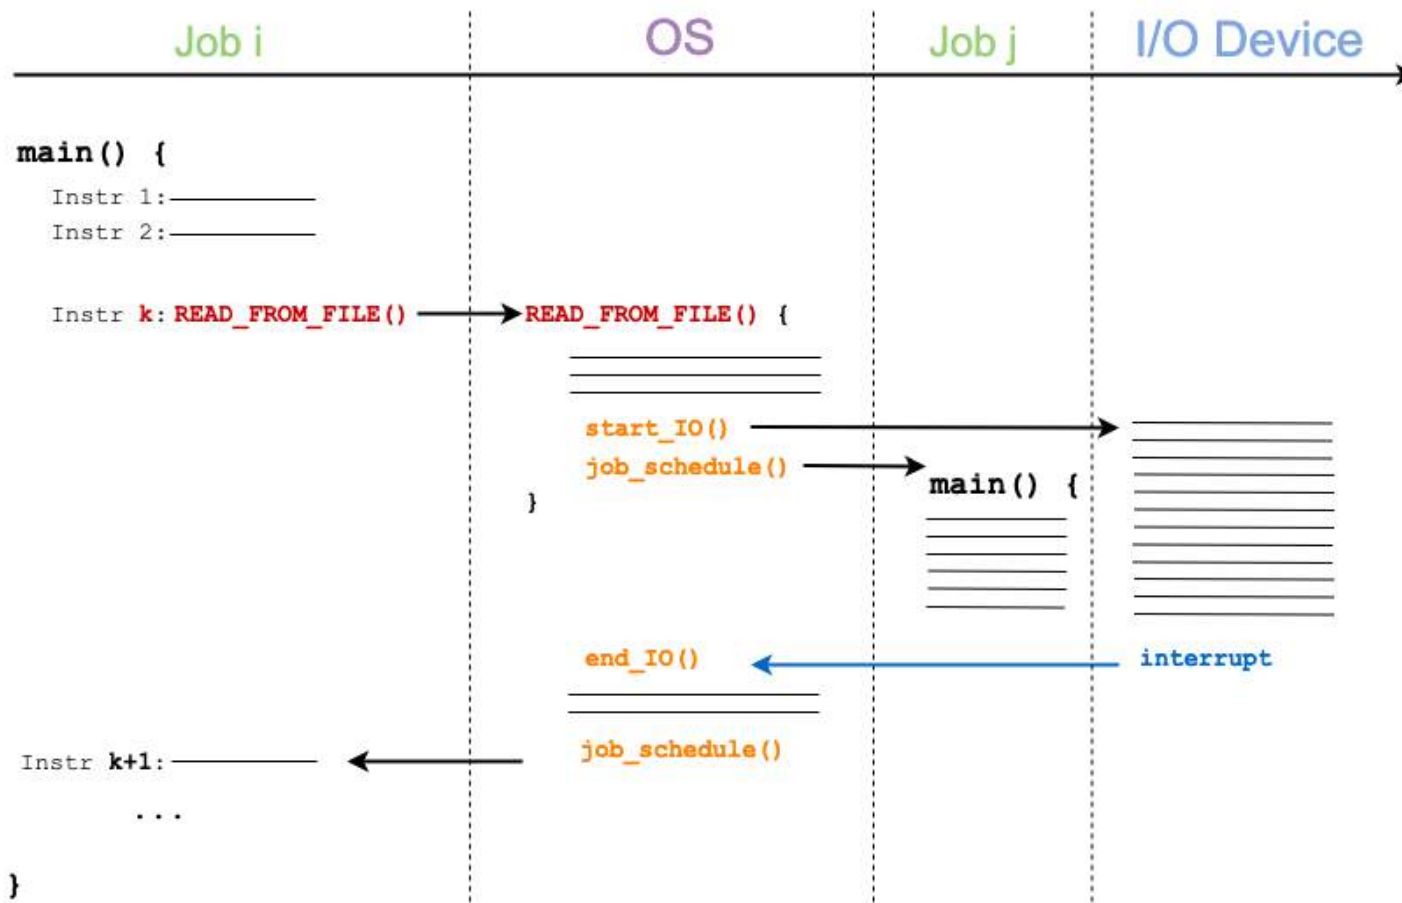 Job i OS Job j I/O Device
main() {
Instr 1:
Instr 2:
Instr k: READ_FROM_FILE() READ_FROM_FILE() {
start_IO()
job_schedule()
main() {
}
end_IO() interrupt
job_schedule()
Instr k+1:
...
}